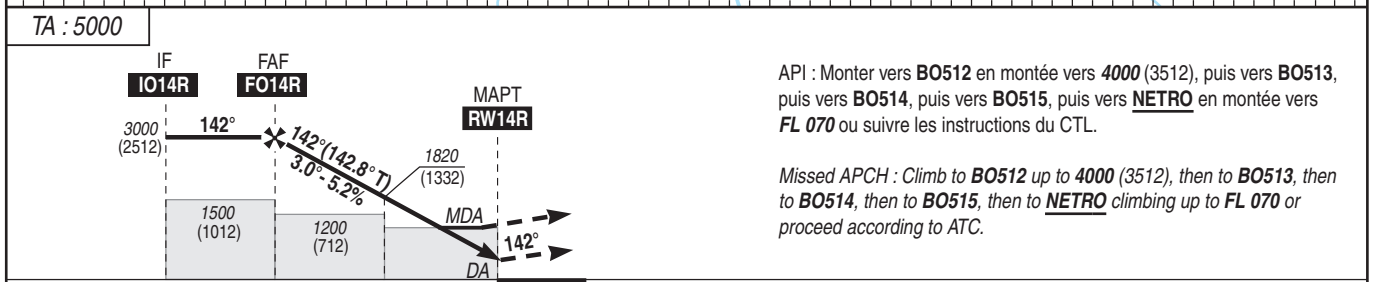 TA : 5000
IF
IO14R
FAF
FO14R
MAPT
RW14R
3000
(2512)
142°
142°(142.8° T)
3.0° - 5.2%
1820
(1332)
1500
(1012)
1200
(712)
MDA
142°
DA
API : Monter vers BO512 en montée vers 4000 (3512), puis vers BO513,
puis vers BO514, puis vers BO515, puis vers NETRO en montée vers
FL 070 ou suivre les instructions du CTL.
Missed APCH : Climb to BO512 up to 4000 (3512), then to BO513, then
to BO514, then to BO515, then to NETRO climbing up to FL 070 or
proceed according to ATC.